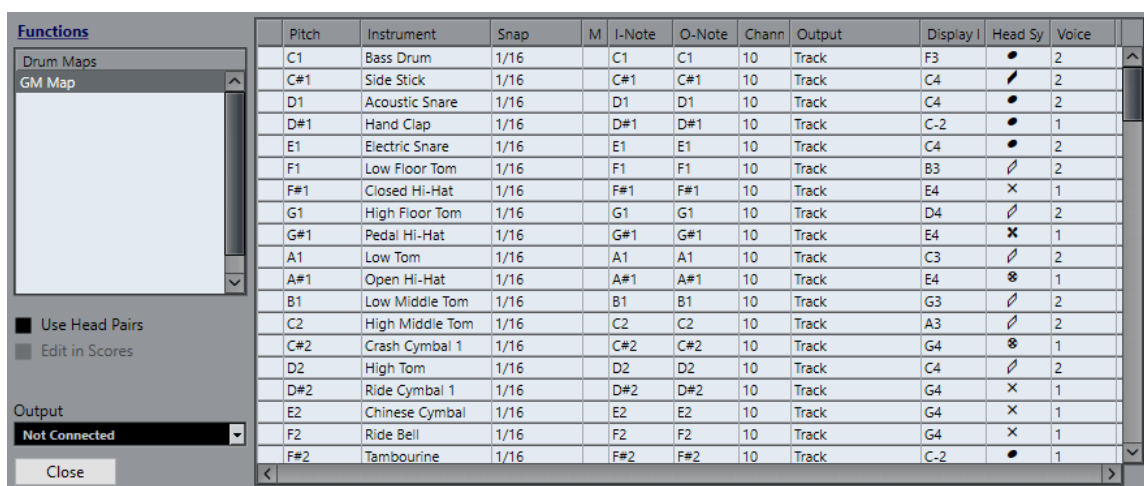 Functions
Drum Maps
GM Map
Use Head Pairs
Edit in Scores
Output
Not Connected
Close
Pitch Instrument Snap M I-Note O-Note Chann Output Display I Head Sy Voice
C1 Bass Drum 1/16 C1 C1 10 Track F3 2
C#1 Side Stick 1/16 C#1 C#1 10 Track C4 2
D1 Acoustic Snare 1/16 D1 D1 10 Track C4 2
D#1 Hand Clap 1/16 D#1 D#1 10 Track C-2 1
E1 Electric Snare 1/16 E1 E1 10 Track C4 2
F1 Low Floor Tom 1/16 F1 F1 10 Track B3 2
F#1 Closed Hi-Hat 1/16 F#1 F#1 10 Track E4 1
G1 High Floor Tom 1/16 G1 G1 10 Track D4 2
G#1 Pedal Hi-Hat 1/16 G#1 G#1 10 Track E4 1
A1 Low Tom 1/16 A1 A1 10 Track C3 2
A#1 Open Hi-Hat 1/16 A#1 A#1 10 Track E4 1
B1 Low Middle Tom 1/16 B1 B1 10 Track G3 2
C2 High Middle Tom 1/16 C2 C2 10 Track A3 2
C#2 Crash Cymbal 1 1/16 C#2 C#2 10 Track G4 1
D2 High Tom 1/16 D2 D2 10 Track C4 2
D#2 Ride Cymbal 1 1/16 D#2 D#2 10 Track G4 1
E2 Chinese Cymbal 1/16 E2 E2 10 Track G4 1
F2 Ride Bell 1/16 F2 F2 10 Track G4 1
F#2 Tambourine 1/16 F#2 F#2 10 Track C-2 1